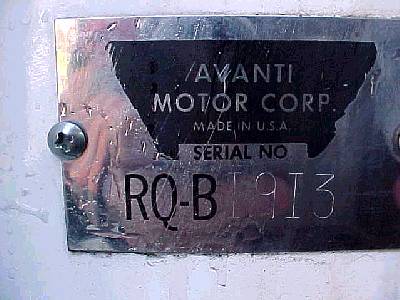 AVANTI
MOTOR CORP.
MADE IN U.S.A.
SERIAL NO
RQ-B1913